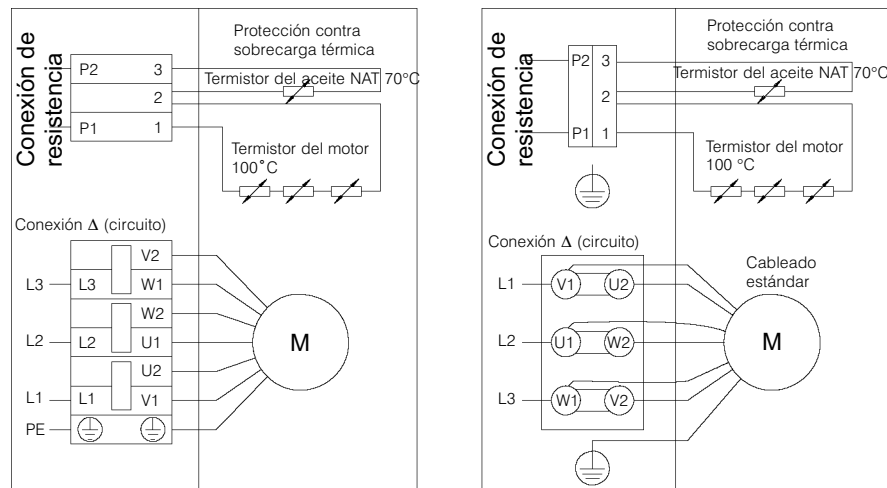 Conexión de
resistencia
Protección contra
sobrecarga térmica
P2 3
Termistor del aceite NAT 70°C
2
P1 1
Termistor del motor
100°C
Conexión Δ (circuito)
V2
L3 L3 W1
W2
L2 L2 U1
M
U2
L1 L1 V1
PE
Conexión de
resistencia
Protección contra
sobrecarga térmica
P2 3
Termistor del aceite NAT 70°C
2
P1 1
Termistor del motor
100 °C
Conexión Δ (circuito)
Cableado
estándar
L1 V1 U2
L2 U1 W2
M
L3 W1 V2